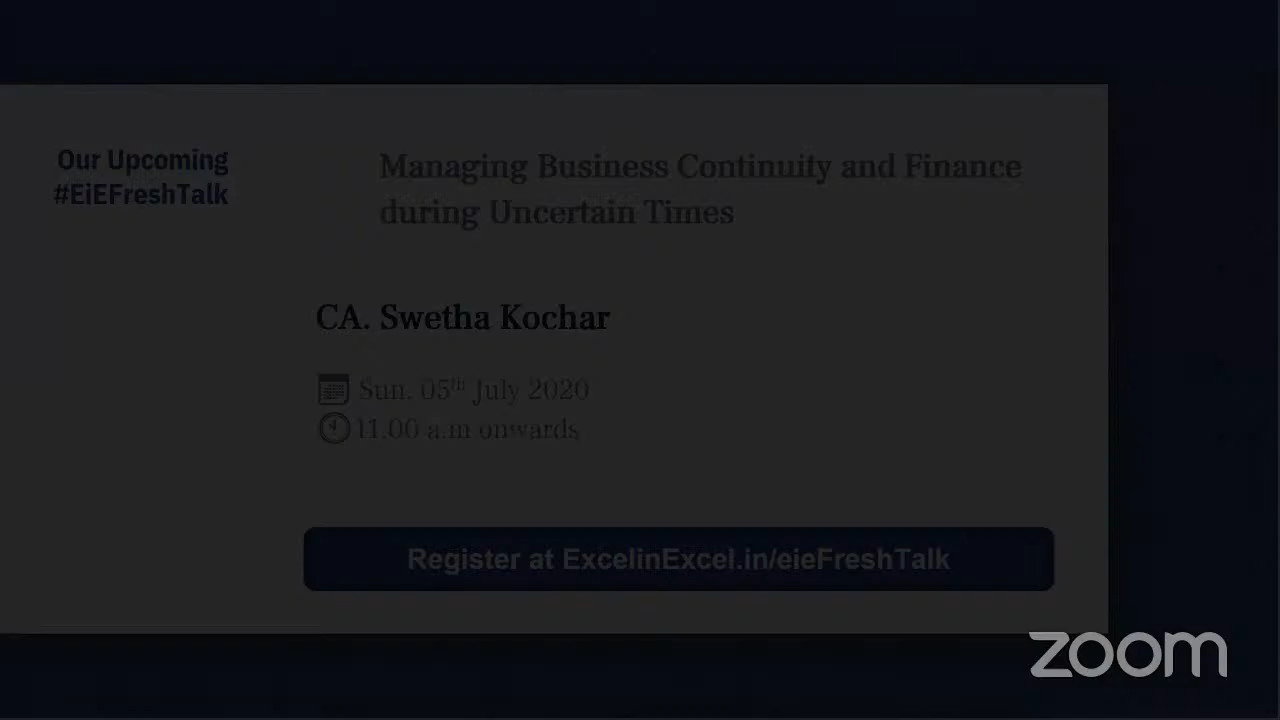 Our Upcoming
#EiEFreshTalk
Managing Business Continuity and Finance
during Uncertain Times
CA. Swetha Kochar
Sun. 05th July 2020
11.00 a.m onwards
Register at ExcelinExcel.in/eieFreshTalk
zoom